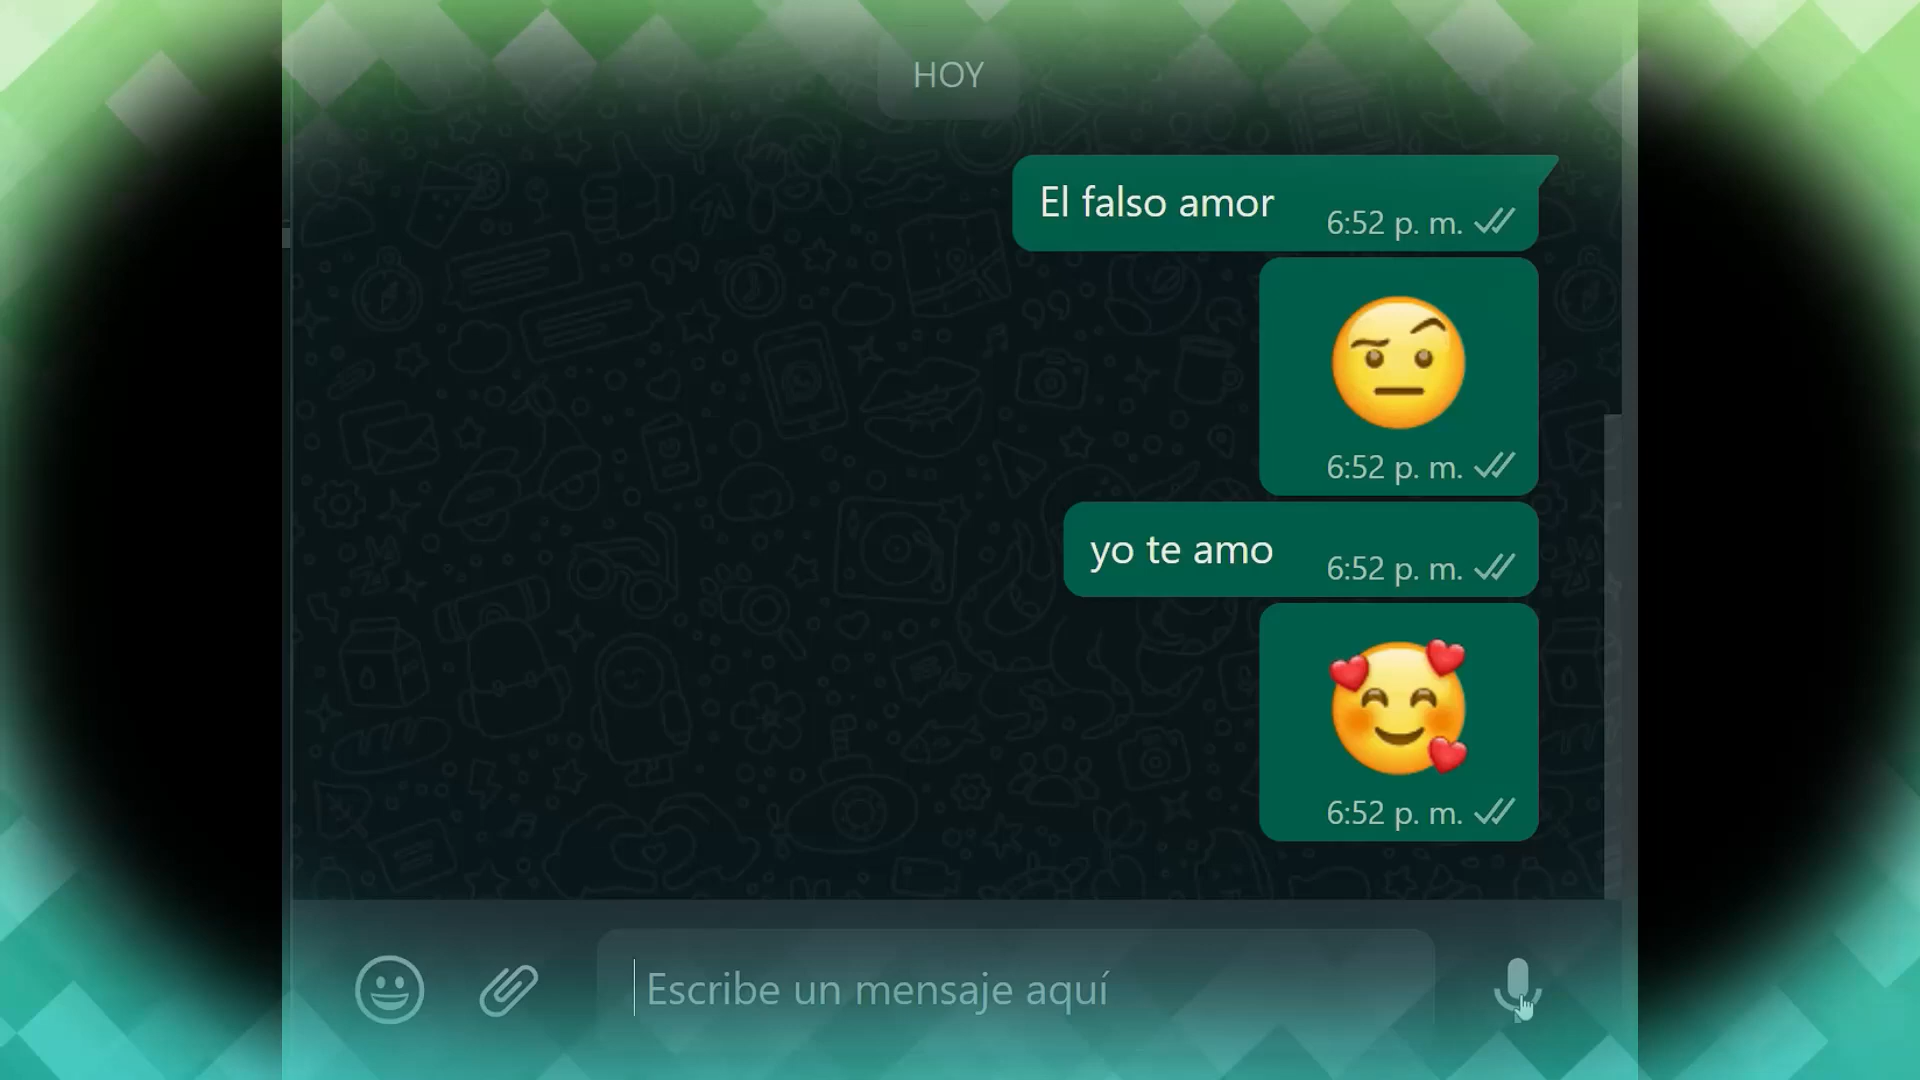 HOY
El falso amor
6:52 p. m.
6:52 p. m.
yo te amo
6:52 p. m.
6:52 p. m.
Escribe un mensaje aquí